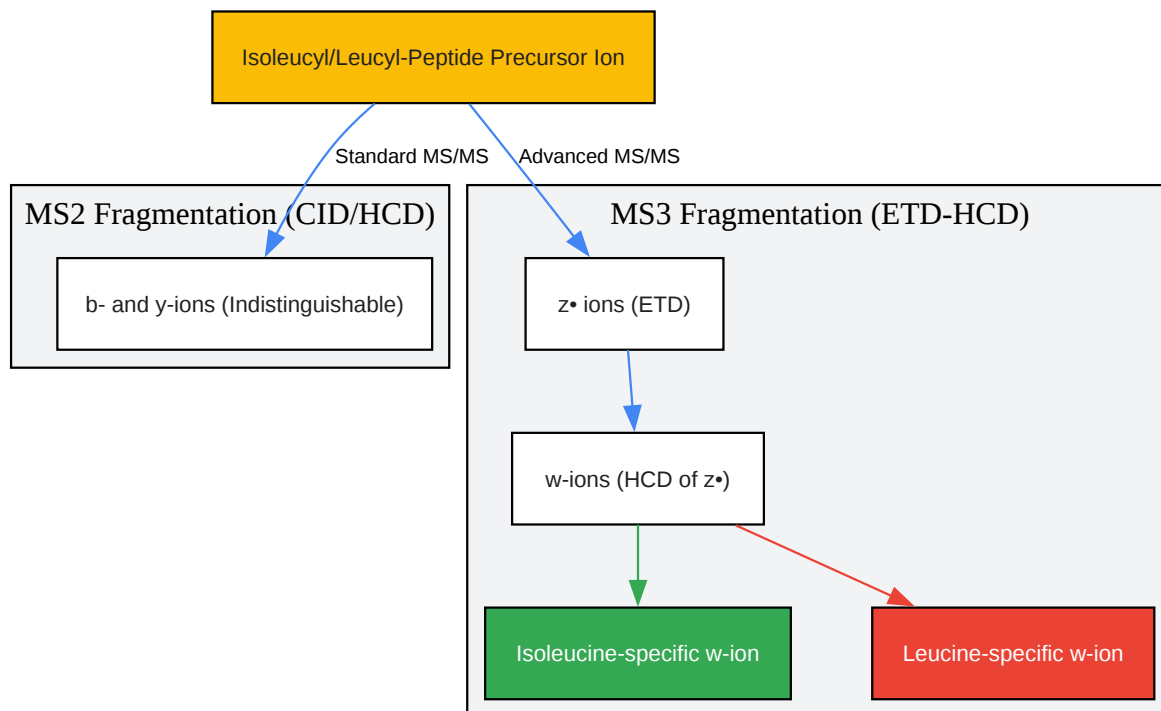 Isoleucyl/Leucyl-Peptide Precursor Ion
Standard MS/MS
Advanced MS/MS
MS2 Fragmentation (CID/HCD)
MS3 Fragmentation (ETD-HCD)
b- and y-ions (Indistinguishable)
z• ions (ETD)
w-ions (HCD of z•)
Isoleucine-specific w-ion
Leucine-specific w-ion